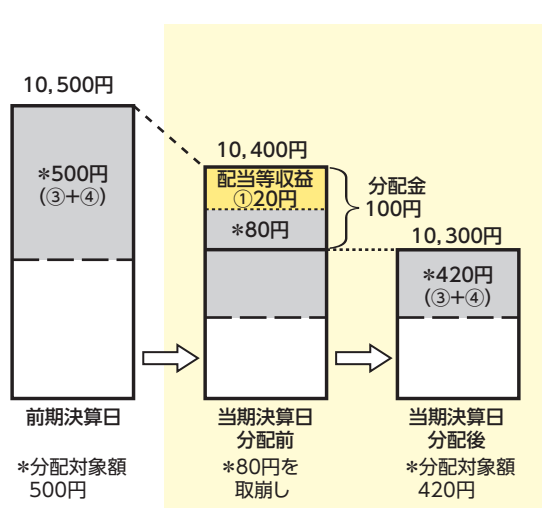 10,500円
*500円
(③+④)
10,400円
配当等収益
①20円
*80円
分配金
100円
10,300円
*420円
(③+④)
前期決算日
当期決算日
分配前
当期決算日
分配後
*分配対象額
500円
*80円を
取崩し
*分配対象額
420円